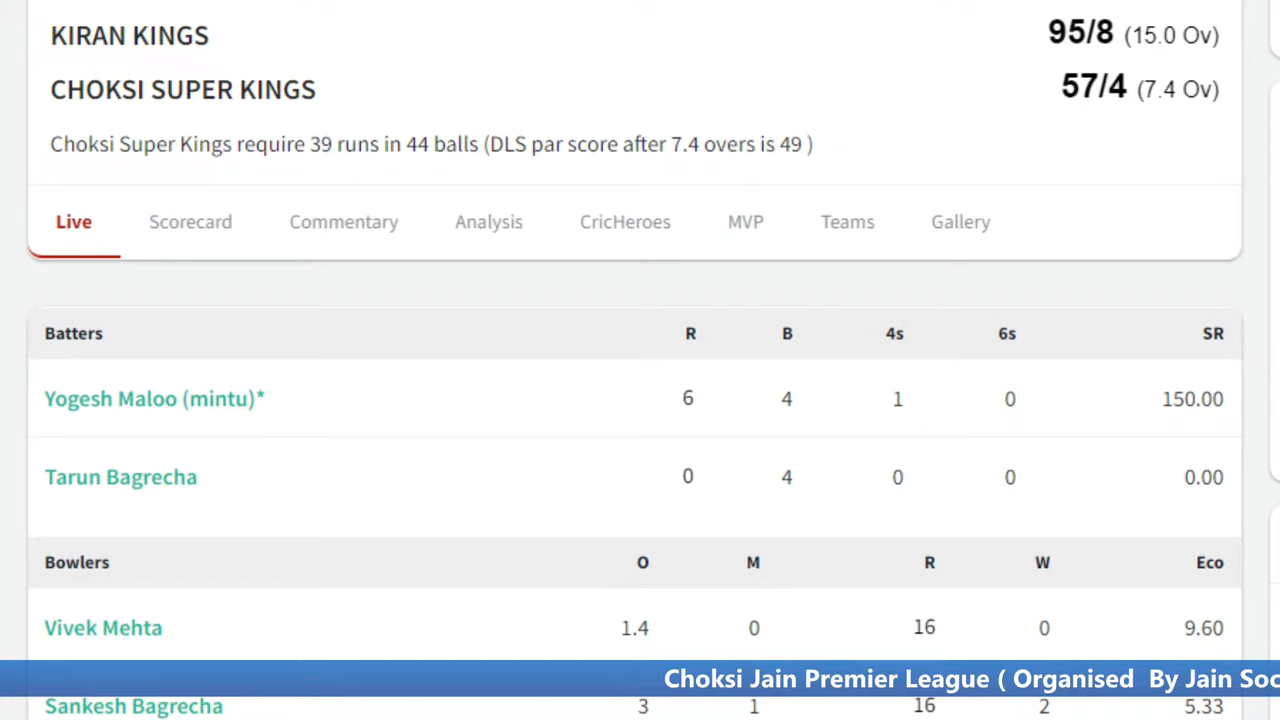 KIRAN KINGS 95/8 (15.0 Ov)
CHOKSI SUPER KINGS 57/4 (7.4 Ov)
Choksi Super Kings require 39 runs in 44 balls (DLS par score after 7.4 overs is 49 )
Live Scorecard Commentary Analysis CricHeroes MVP Teams Gallery
Batters R B 4s 6s SR
Yogesh Maloo (mintu)* 6 4 1 0 150.00
Tarun Bagrecha 0 4 0 0 0.00
Bowlers O M R W Eco
Vivek Mehta 1.4 0 16 0 9.60
Choksi Jain Premier League ( Organised By Jain Soc
Sankesh Bagrecha 3 1 16 2 5.33